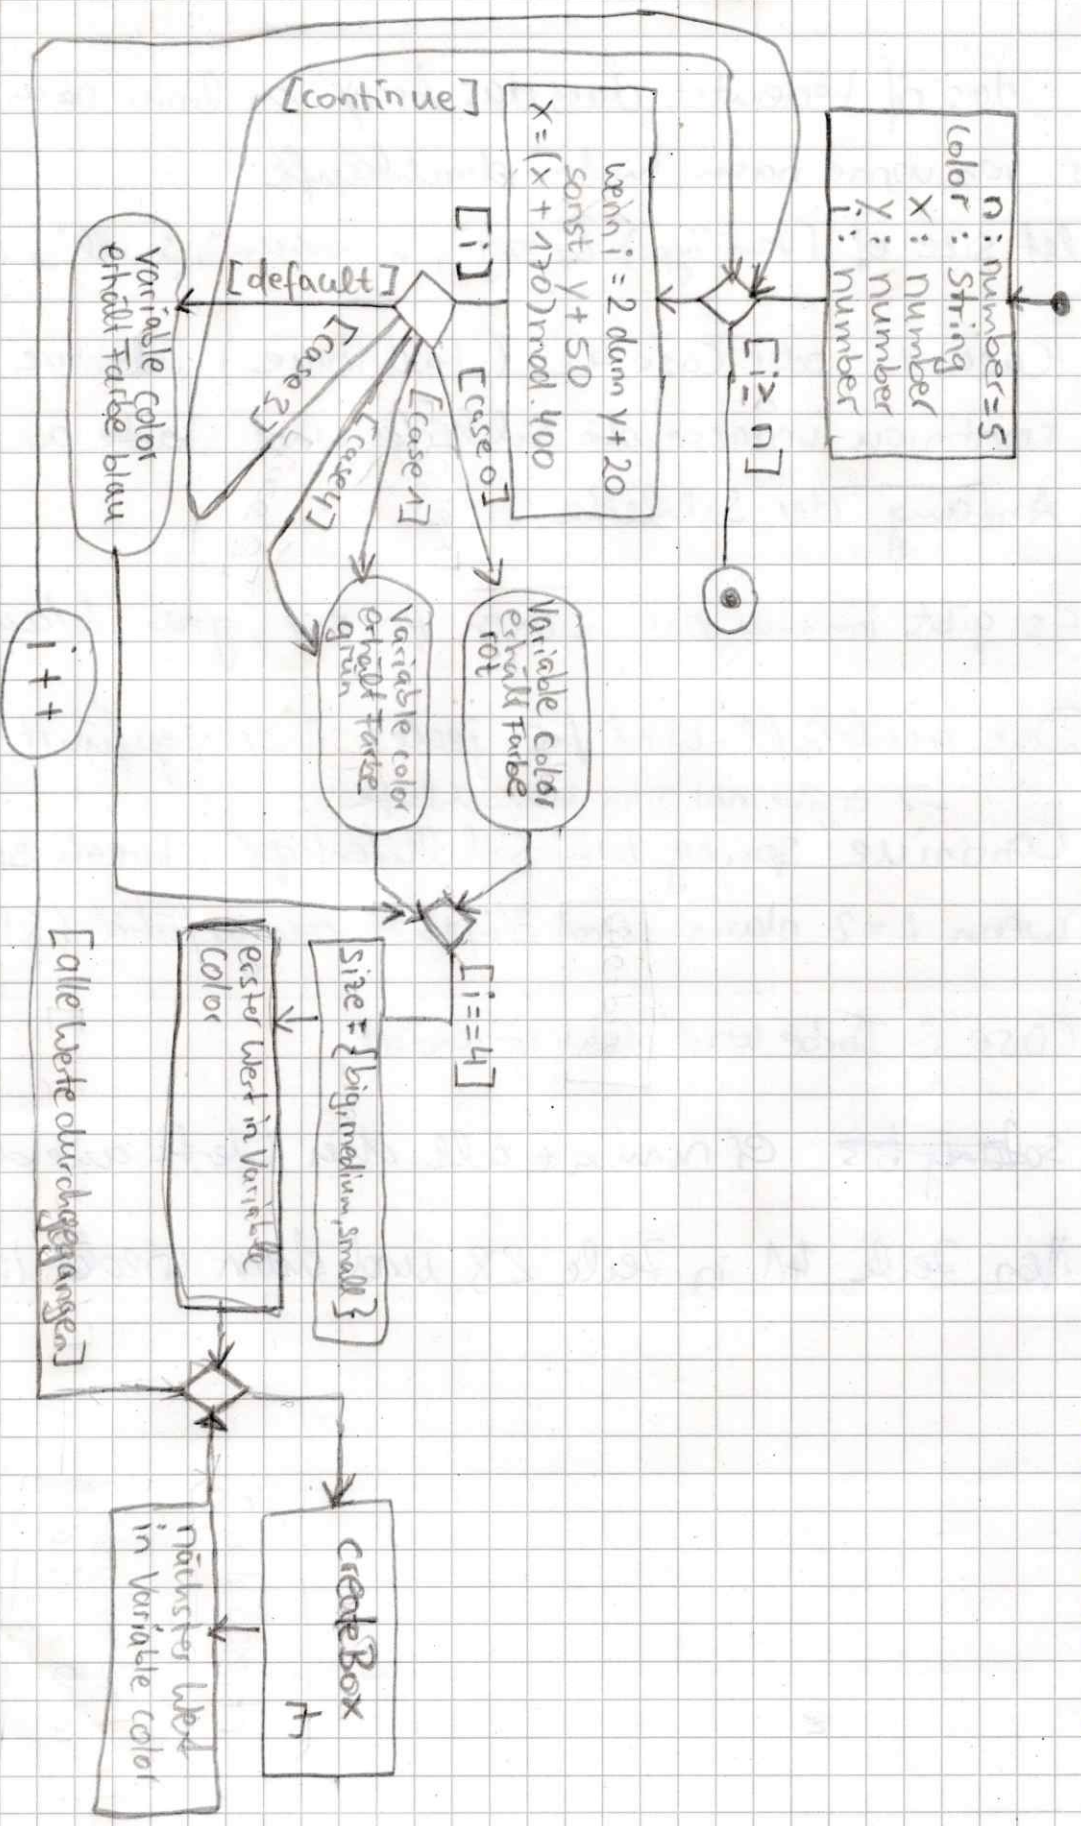 n : number = 5
color : String
x : number
y : number
i : number
[i ≥ n]
wenn i = 2 dann y + 20
sonst y + 50
x = (x + 170) mod. 400
[continue]
[i]
[case 0]
[case 1]
[case 4]
[case 3]
[default]
Variable color
erhält Farbe
rot
Variable color
erhält Farbe
grün
Variable color
erhält Farbe blau
[i == 4]
size = {big, medium, small}
erster Wert in Variable
color
createBox
nächster Wert
in Variable color
[alle Werte durchgegangen]
i + +